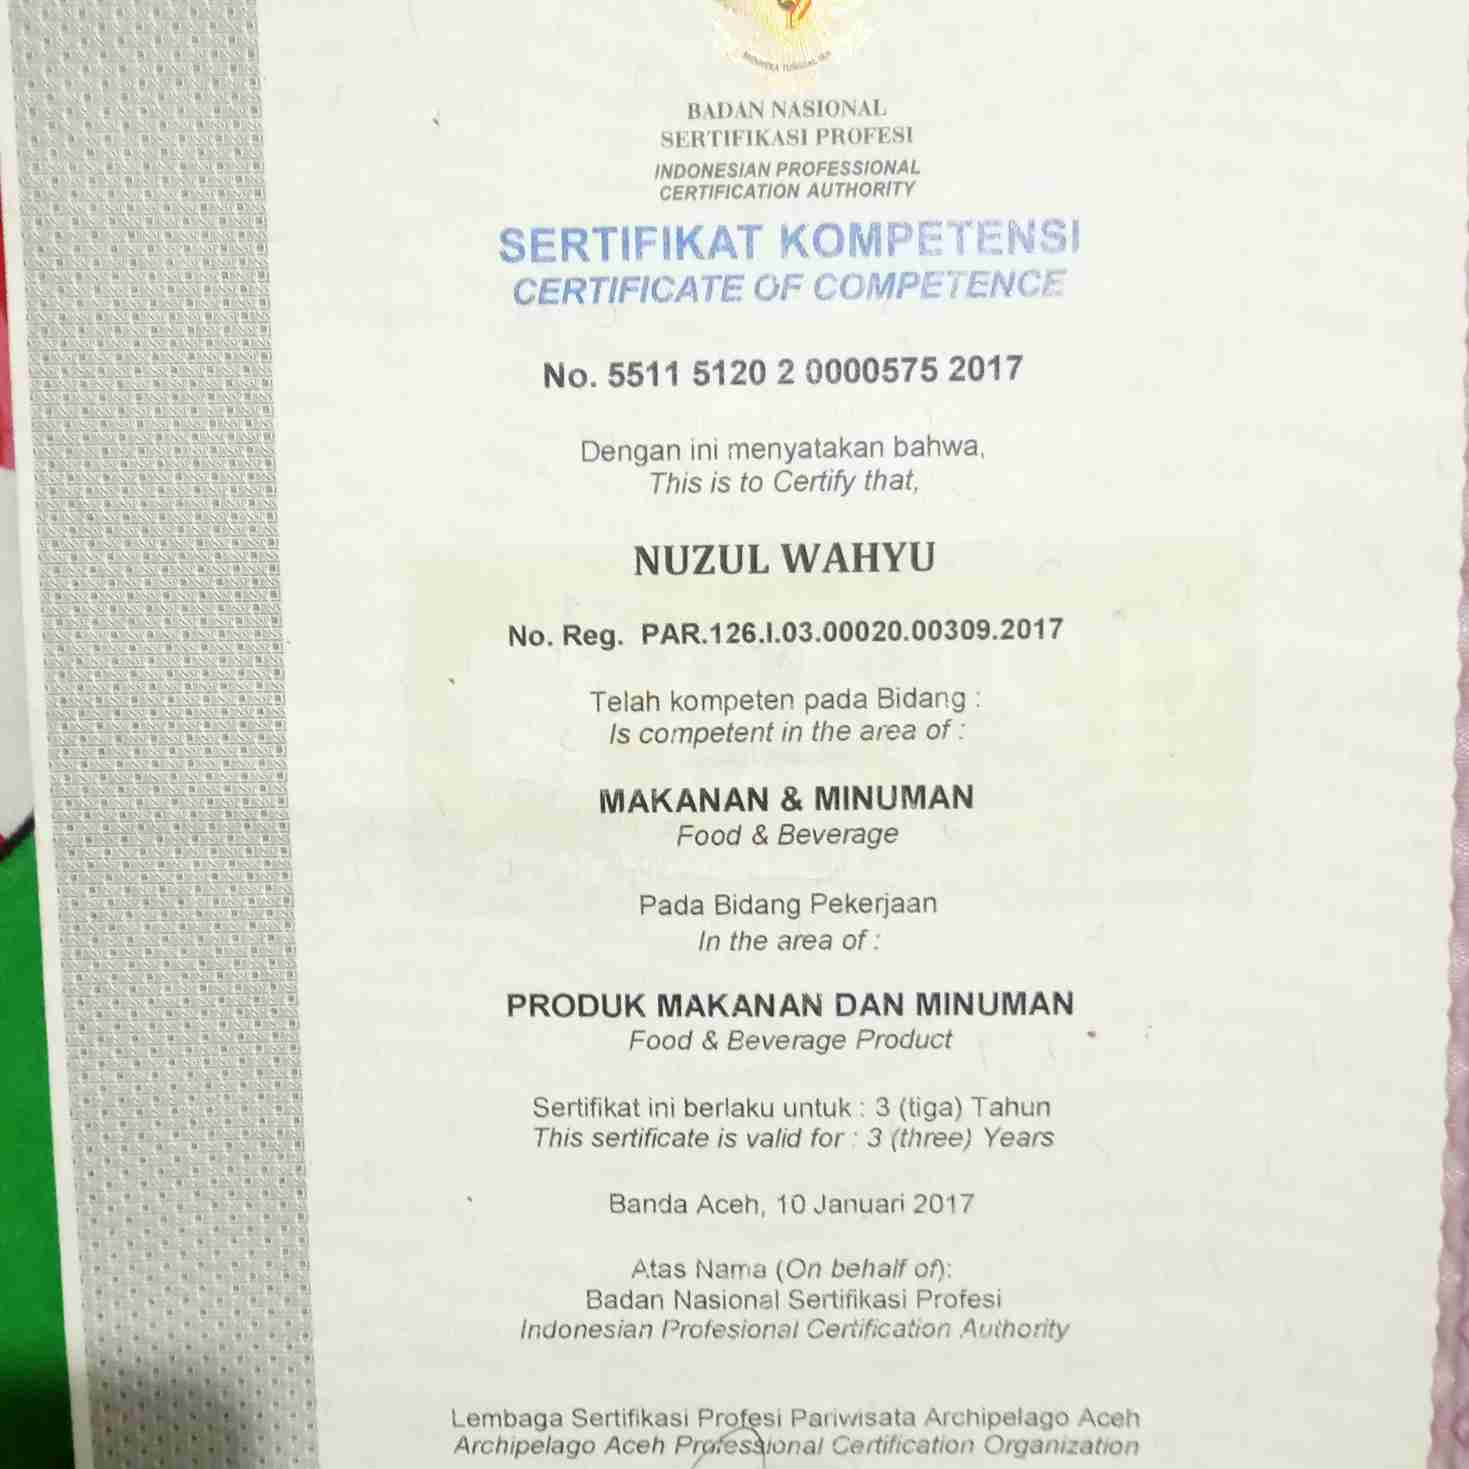 BHINNEKA TUNGGAL IKA
BADAN NASIONAL
SERTIFIKASI PROFESI
INDONESIAN PROFESSIONAL
CERTIFICATION AUTHORITY
SERTIFIKAT KOMPETENSI
CERTIFICATE OF COMPETENCE
No. 5511 5120 2 0000575 2017
Dengan ini menyatakan bahwa,
This is to Certify that,
NUZUL WAHYU
No. Reg. PAR.126.I.03.00020.00309.2017
Telah kompeten pada Bidang :
Is competent in the area of :
MAKANAN & MINUMAN
Food & Beverage
Pada Bidang Pekerjaan
In the area of :
PRODUK MAKANAN DAN MINUMAN
Food & Beverage Product
Sertifikat ini berlaku untuk : 3 (tiga) Tahun
This sertificate is valid for : 3 (three) Years
Banda Aceh, 10 Januari 2017
Atas Nama (On behalf of):
Badan Nasional Sertifikasi Profesi
Indonesian Profesional Certification Authority
Lembaga Sertifikasi Profesi Pariwisata Archipelago Aceh
Archipelago Aceh Professional Certification Organization